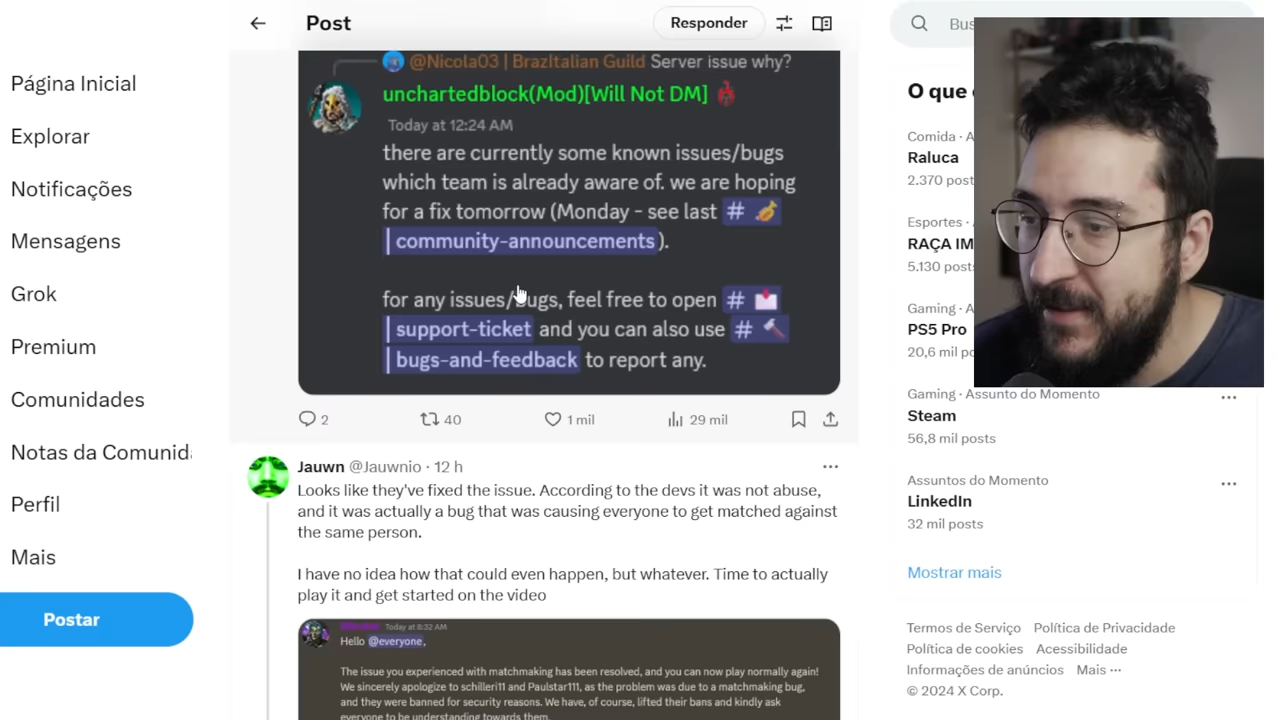 Post
Responder
Bus
Página Inicial
Explorar
Notificações
Mensagens
Grok
Premium
Comunidades
Notas da Comunid
Perfil
Mais
Postar
@Nicola03 | BrazItalian Guild Server issue why?
unchartedblock(Mod)[Will Not DM]
Today at 12:24 AM
there are currently some known issues/bugs
which team is already aware of. we are hoping
for a fix tomorrow (Monday - see last #
| community-announcements ).
for any issues/bugs, feel free to open #
| support-ticket and you can also use #
| bugs-and-feedback to report any.
2 40 1 mil 29 mil
Jauwn @Jauwnio · 12 h
Looks like they've fixed the issue. According to the devs it was not abuse,
and it was actually a bug that was causing everyone to get matched against
the same person.
I have no idea how that could even happen, but whatever. Time to actually
play it and get started on the video
Today at 8:32 AM
Hello @everyone,
The issue you experienced with matchmaking has been resolved, and you can now play normally again!
We sincerely apologize to schilleri11 and Paulstar111, as the problem was due to a matchmaking bug,
and they were banned for security reasons. We have, of course, lifted their bans and kindly ask
everyone to be understanding towards them.
O que
Comida · A
Raluca
2.370 post
Esportes · A
RAÇA IM
5.130 post
Gaming · A
PS5 Pro
20,6 mil p
Gaming · Assunto do Momento
Steam
56,8 mil posts
Assuntos do Momento
LinkedIn
32 mil posts
Mostrar mais
Termos de Serviço Política de Privacidade
Política de cookies Acessibilidade
Informações de anúncios Mais ···
© 2024 X Corp.